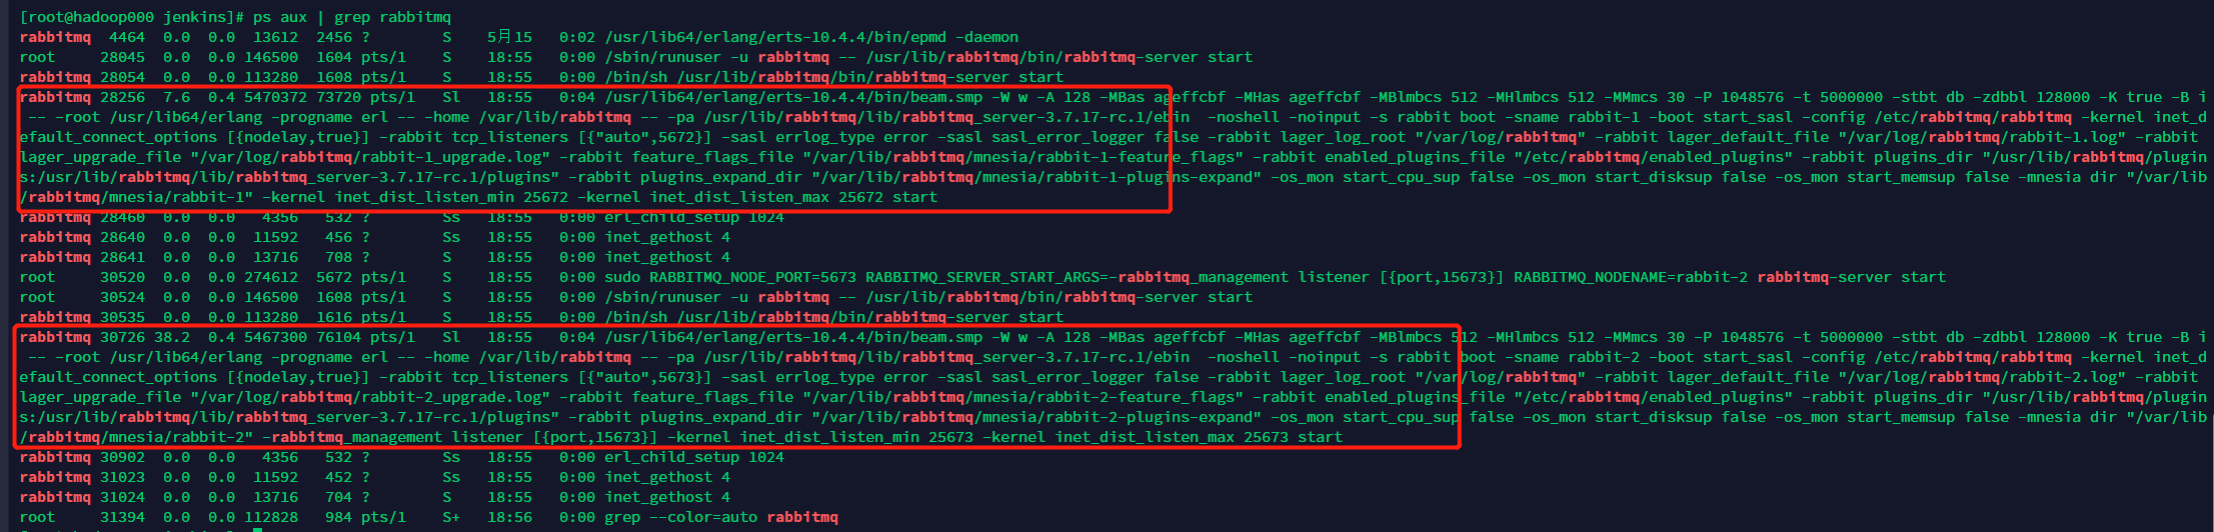 [root@hadoop000 jenkins]# ps aux | grep rabbitmq
rabbitmq  4464  0.0  0.0  13612  2456 ?        S    5月15   0:02 /usr/lib64/erlang/erts-10.4.4/bin/epmd -daemon
root     28045  0.0  0.0 146500  1604 pts/1    S    18:55   0:00 /sbin/runuser -u rabbitmq -- /usr/lib/rabbitmq/bin/rabbitmq-server start
rabbitmq 28054  0.0  0.0 113280  1608 pts/1    S    18:55   0:00 /bin/sh /usr/lib/rabbitmq/bin/rabbitmq-server start
rabbitmq 28256  7.6  0.4 5470372 73720 pts/1   Sl   18:55   0:04 /usr/lib64/erlang/erts-10.4.4/bin/beam.smp -W w -A 128 -MBas ageffcbf -MHas ageffcbf -MBlmbcs 512 -MHlmbcs 512 -MMmcs 30 -P 1048576 -t 5000000 -stbt db -zdbbl 128000 -K true -B i
 -- -root /usr/lib64/erlang -progname erl -- -home /var/lib/rabbitmq -- -pa /usr/lib/rabbitmq/lib/rabbitmq_server-3.7.17-rc.1/ebin  -noshell -noinput -s rabbit boot -sname rabbit-1 -boot start_sasl -config /etc/rabbitmq/rabbitmq -kernel inet_d
efault_connect_options [{nodelay,true}] -rabbit tcp_listeners [{"auto",5672}] -sasl errlog_type error -sasl sasl_error_logger false -rabbit lager_log_root "/var/log/rabbitmq" -rabbit lager_default_file "/var/log/rabbitmq/rabbit-1.log" -rabbit
lager_upgrade_file "/var/log/rabbitmq/rabbit-1_upgrade.log" -rabbit feature_flags_file "/var/lib/rabbitmq/mnesia/rabbit-1-feature_flags" -rabbit enabled_plugins_file "/etc/rabbitmq/enabled_plugins" -rabbit plugins_dir "/usr/lib/rabbitmq/plugin
s:/usr/lib/rabbitmq/lib/rabbitmq_server-3.7.17-rc.1/plugins" -rabbit plugins_expand_dir "/var/lib/rabbitmq/mnesia/rabbit-1-plugins-expand" -os_mon start_cpu_sup false -os_mon start_disksup false -os_mon start_memsup false -mnesia dir "/var/lib
/rabbitmq/mnesia/rabbit-1" -kernel inet_dist_listen_min 25672 -kernel inet_dist_listen_max 25672 start
rabbitmq 28460  0.0  0.0   4356   532 ?        Ss   18:55   0:00 erl_child_setup 1024
rabbitmq 28640  0.0  0.0  11592   456 ?        Ss   18:55   0:00 inet_gethost 4
rabbitmq 28641  0.0  0.0  13716   708 ?        S    18:55   0:00 inet_gethost 4
root     30520  0.0  0.0 274612  5672 pts/1    S    18:55   0:00 sudo RABBITMQ_NODE_PORT=5673 RABBITMQ_SERVER_START_ARGS=-rabbitmq_management listener [{port,15673}] RABBITMQ_NODENAME=rabbit-2 rabbitmq-server start
root     30524  0.0  0.0 146500  1608 pts/1    S    18:55   0:00 /sbin/runuser -u rabbitmq -- /usr/lib/rabbitmq/bin/rabbitmq-server start
rabbitmq 30535  0.0  0.0 113280  1616 pts/1    S    18:55   0:00 /bin/sh /usr/lib/rabbitmq/bin/rabbitmq-server start
rabbitmq 30726 38.2  0.4 5467300 76104 pts/1   Sl   18:55   0:04 /usr/lib64/erlang/erts-10.4.4/bin/beam.smp -W w -A 128 -MBas ageffcbf -MHas ageffcbf -MBlmbcs 512 -MHlmbcs 512 -MMmcs 30 -P 1048576 -t 5000000 -stbt db -zdbbl 128000 -K true -B i
 -- -root /usr/lib64/erlang -progname erl -- -home /var/lib/rabbitmq -- -pa /usr/lib/rabbitmq/lib/rabbitmq_server-3.7.17-rc.1/ebin  -noshell -noinput -s rabbit boot -sname rabbit-2 -boot start_sasl -config /etc/rabbitmq/rabbitmq -kernel inet_d
efault_connect_options [{nodelay,true}] -rabbit tcp_listeners [{"auto",5673}] -sasl errlog_type error -sasl sasl_error_logger false -rabbit lager_log_root "/var/log/rabbitmq" -rabbit lager_default_file "/var/log/rabbitmq/rabbit-2.log" -rabbit
lager_upgrade_file "/var/log/rabbitmq/rabbit-2_upgrade.log" -rabbit feature_flags_file "/var/lib/rabbitmq/mnesia/rabbit-2-feature_flags" -rabbit enabled_plugins_file "/etc/rabbitmq/enabled_plugins" -rabbit plugins_dir "/usr/lib/rabbitmq/plugin
s:/usr/lib/rabbitmq/lib/rabbitmq_server-3.7.17-rc.1/plugins" -rabbit plugins_expand_dir "/var/lib/rabbitmq/mnesia/rabbit-2-plugins-expand" -os_mon start_cpu_sup false -os_mon start_disksup false -os_mon start_memsup false -mnesia dir "/var/lib
/rabbitmq/mnesia/rabbit-2" -rabbitmq_management listener [{port,15673}] -kernel inet_dist_listen_min 25673 -kernel inet_dist_listen_max 25673 start
rabbitmq 30902  0.0  0.0   4356   532 ?        Ss   18:55   0:00 erl_child_setup 1024
rabbitmq 31023  0.0  0.0  11592   452 ?        Ss   18:55   0:00 inet_gethost 4
rabbitmq 31024  0.0  0.0  13716   704 ?        S    18:55   0:00 inet_gethost 4
root     31394  0.0  0.0 112828   984 pts/1    S+   18:56   0:00 grep --color=auto rabbitmq